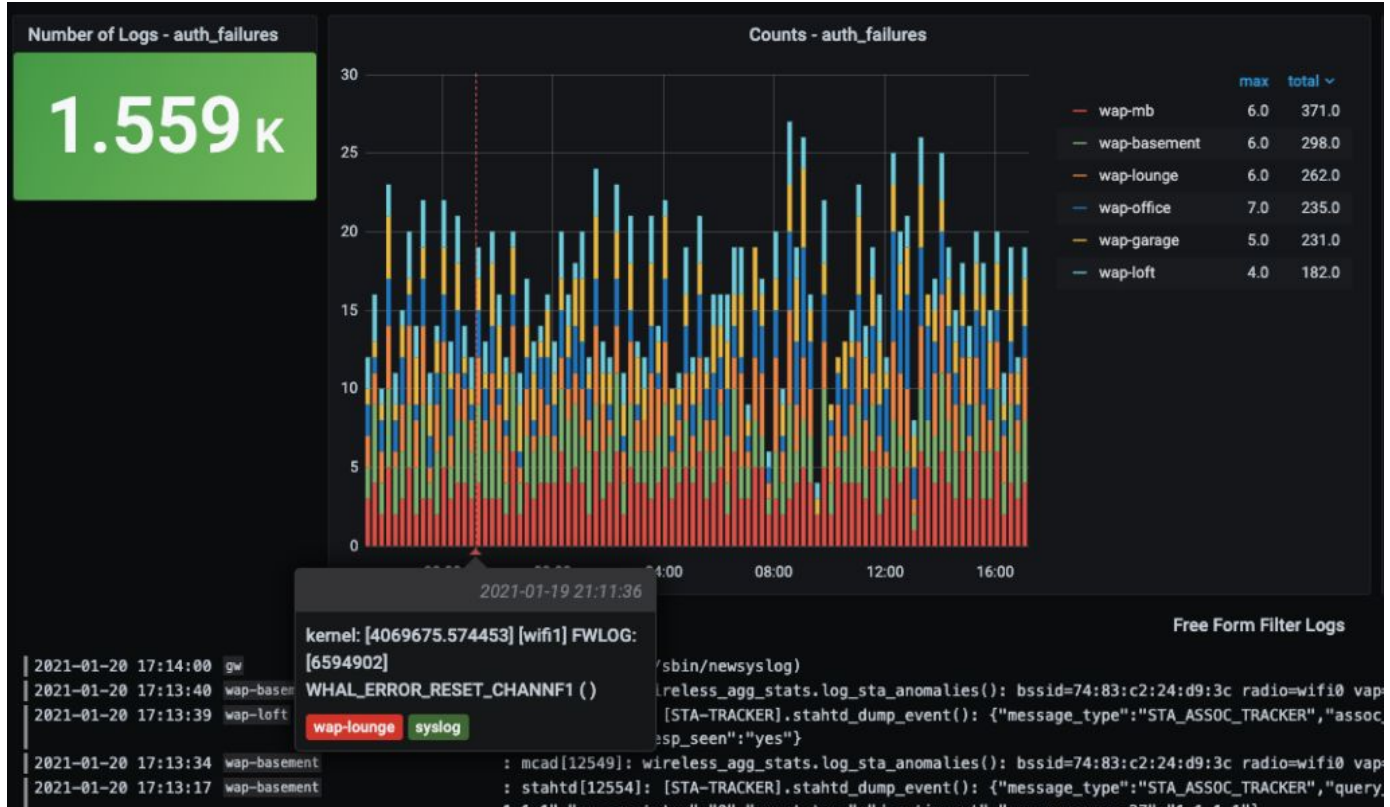 Number of Logs - auth_failures
1.559 K
Counts - auth_failures
30
25
20
15
10
5
0
04:00
08:00
12:00
16:00
max total
wap-mb 6.0 371.0
wap-basement 6.0 298.0
wap-lounge 6.0 262.0
wap-office 7.0 235.0
wap-garage 5.0 231.0
wap-loft 4.0 182.0
2021-01-19 21:11:36
kernel: [4069675.574453] [wifi1] FWLOG:
[6594902]
WHAL_ERROR_RESET_CHANNF1 ( )
wap-lounge syslog
Free Form Filter Logs
2021-01-20 17:14:00 gw /sbin/newsyslog)
2021-01-20 17:13:40 wap-basem ireless_agg_stats.log_sta_anomalies(): bssid=74:83:c2:24:d9:3c radio=wifi0 vap=
2021-01-20 17:13:39 wap-loft [STA-TRACKER].stahtd_dump_event(): {"message_type":"STA_ASSOC_TRACKER","assoc_
esp_seen":"yes"}
2021-01-20 17:13:34 wap-basement : mcad[12549]: wireless_agg_stats.log_sta_anomalies(): bssid=74:83:c2:24:d9:3c radio=wifi0 vap=
2021-01-20 17:13:17 wap-basement : stahtd[12554]: [STA-TRACKER].stahtd_dump_event(): {"message_type":"STA_ASSOC_TRACKER","query_